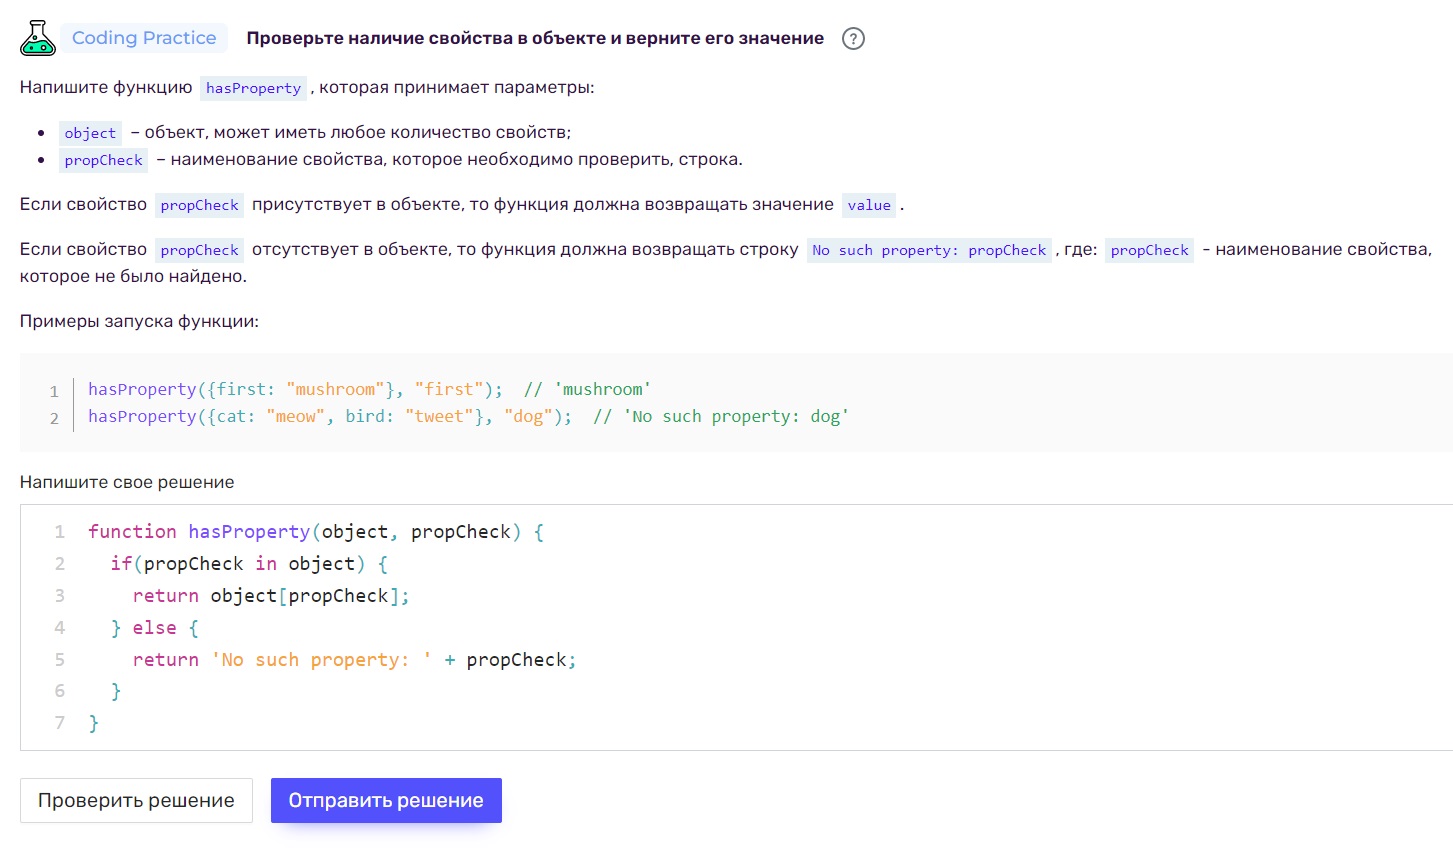 Coding Practice Проверьте наличие свойства в объекте и верните его значение ?
Напишите функцию hasProperty , которая принимает параметры:
• object – объект, может иметь любое количество свойств;
• propCheck – наименование свойства, которое необходимо проверить, строка.
Если свойство propCheck присутствует в объекте, то функция должна возвращать значение value .
Если свойство propCheck отсутствует в объекте, то функция должна возвращать строку No such property: propCheck , где: propCheck - наименование свойства,
которое не было найдено.
Примеры запуска функции:
1 hasProperty({first: "mushroom"}, "first"); // 'mushroom'
2 hasProperty({cat: "meow", bird: "tweet"}, "dog"); // 'No such property: dog'
Напишите свое решение
1 function hasProperty(object, propCheck) {
2 if(propCheck in object) {
3 return object[propCheck];
4 } else {
5 return 'No such property: ' + propCheck;
6 }
7 }
Проверить решение Отправить решение